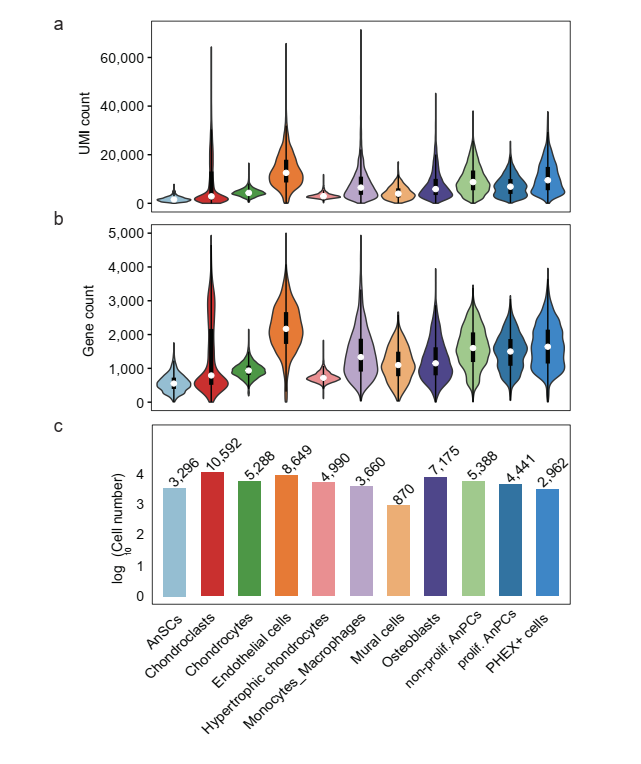 a
UMI count
60,000
40,000
20,000
0
b
Gene count
5,000
4,000
3,000
2,000
1,000
0
c
log10 (Cell number)
4
3
2
1
0
3,296
10,592
5,288
8,649
4,990
3,660
870
7,175
5,388
4,441
2,962
AnSCs
Chondroclasts
Chondrocytes
Endothelial cells
Hypertrophic chondrocytes
Monocytes_Macrophages
Mural cells
Osteoblasts
non-prolif. AnPCs
prolif. AnPCs
PHEX+ cells